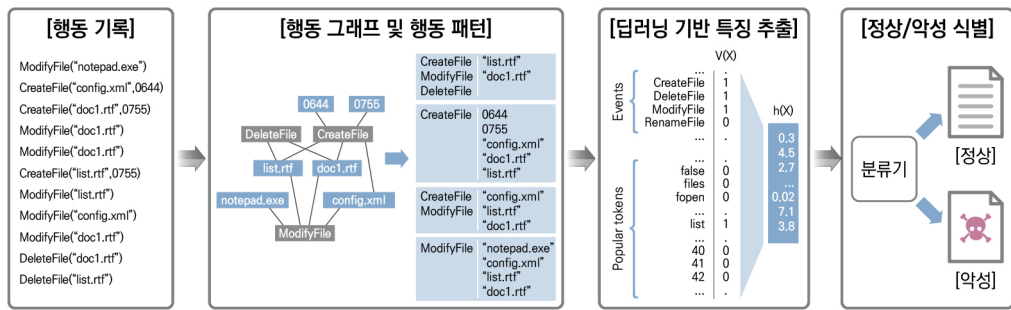 [행동 기록]
ModifyFile(“notepad.exe”)
CreateFile(“config.xml”,0644)
CreateFile(“doc1.rtf”,0755)
ModifyFile(“doc1.rtf”)
ModifyFile(“doc1.rtf”)
CreateFile(“list.rtf”,0755)
ModifyFile(“list.rtf”)
ModifyFile(“config.xml”)
ModifyFile(“doc1.rtf”)
DeleteFile(“doc1.rtf”)
DeleteFile(“list.rtf”)
[행동 그래프 및 행동 패턴]
0644 0755
DeleteFile CreateFile
list.rtf doc1.rtf
notepad.exe config.xml
ModifyFile
CreateFile “list.rtf”
ModifyFile “doc1.rtf”
DeleteFile
CreateFile 0644
0755
“config.xml”
“doc1.rtf”
“list.rtf”
CreateFile “config.xml”
ModifyFile “list.rtf”
“doc1.rtf”
ModifyFile “notepad.exe”
“config.xml”
“list.rtf”
“doc1.rtf”
[딥러닝 기반 특징 추출]
V(X)
Events
... ...
CreateFile 1
DeleteFile 1
ModifyFile 1
RenameFile 0
... .
Popular tokens
... .
false 0
files 0
fopen 0
... .
list 1
... .
40 0
41 0
42 0
... .
h(X)
0.3
4.5
2.7
...
0.02
7.1
3.8
[정상/악성 식별]
분류기
[정상]
[악성]